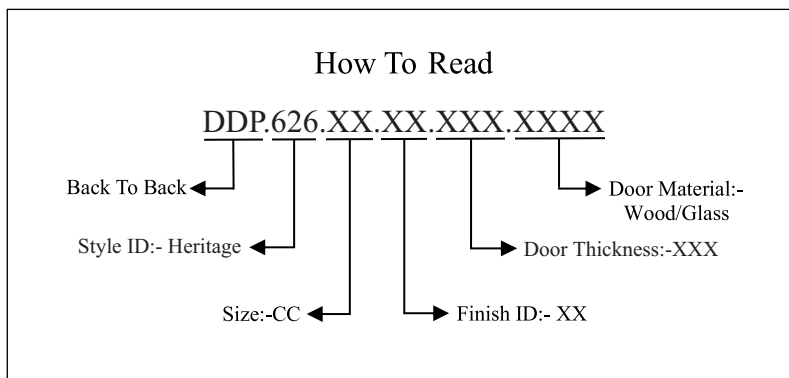 How To Read
DDP.626.XX.XX.XXX.XXXX
Back To Back
Door Material:-
Wood/Glass
Style ID:- Heritage
Door Thickness:-XXX
Size:-CC
Finish ID:- XX